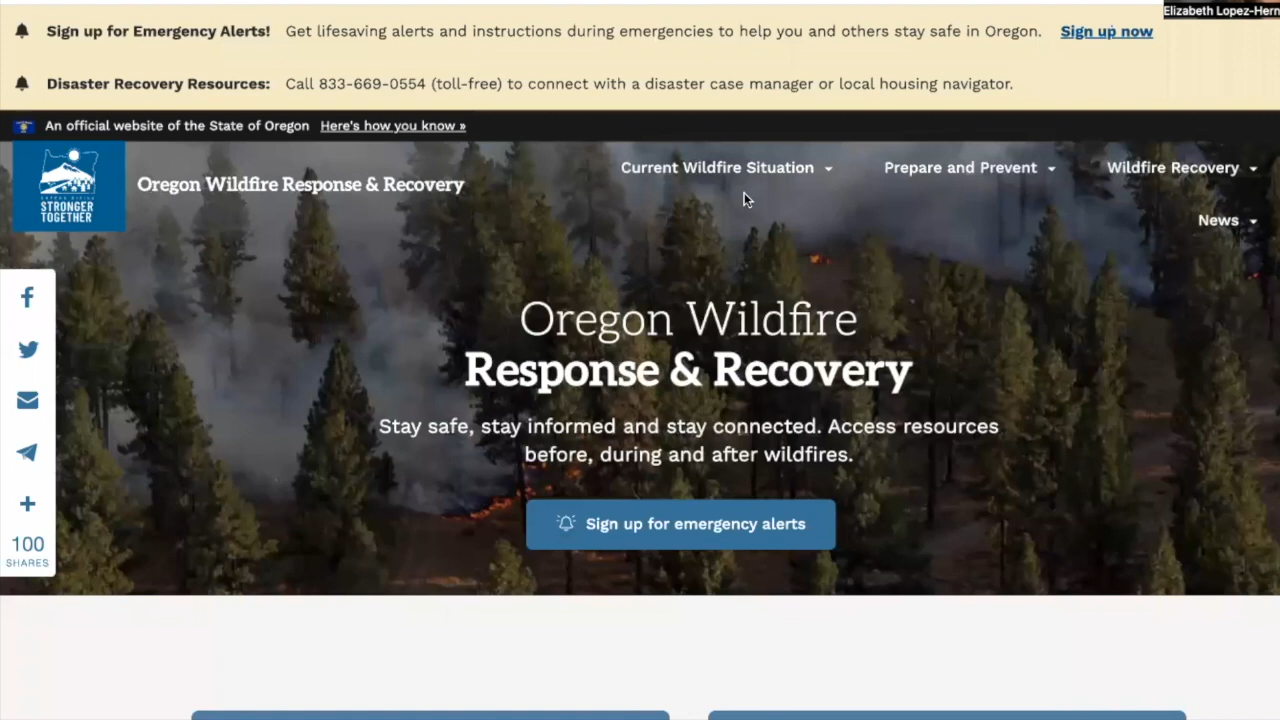 Elizabeth Lopez-Hern
Sign up for Emergency Alerts! Get lifesaving alerts and instructions during emergencies to help you and others stay safe in Oregon. Sign up now
Disaster Recovery Resources: Call 833-669-0554 (toll-free) to connect with a disaster case manager or local housing navigator.
An official website of the State of Oregon Here's how you know »
Current Wildfire Situation Prepare and Prevent Wildfire Recovery
Oregon Wildfire Response & Recovery
STRONGER
TOGETHER
News
Oregon Wildfire
Response & Recovery
Stay safe, stay informed and stay connected. Access resources
before, during and after wildfires.
Sign up for emergency alerts
100
SHARES